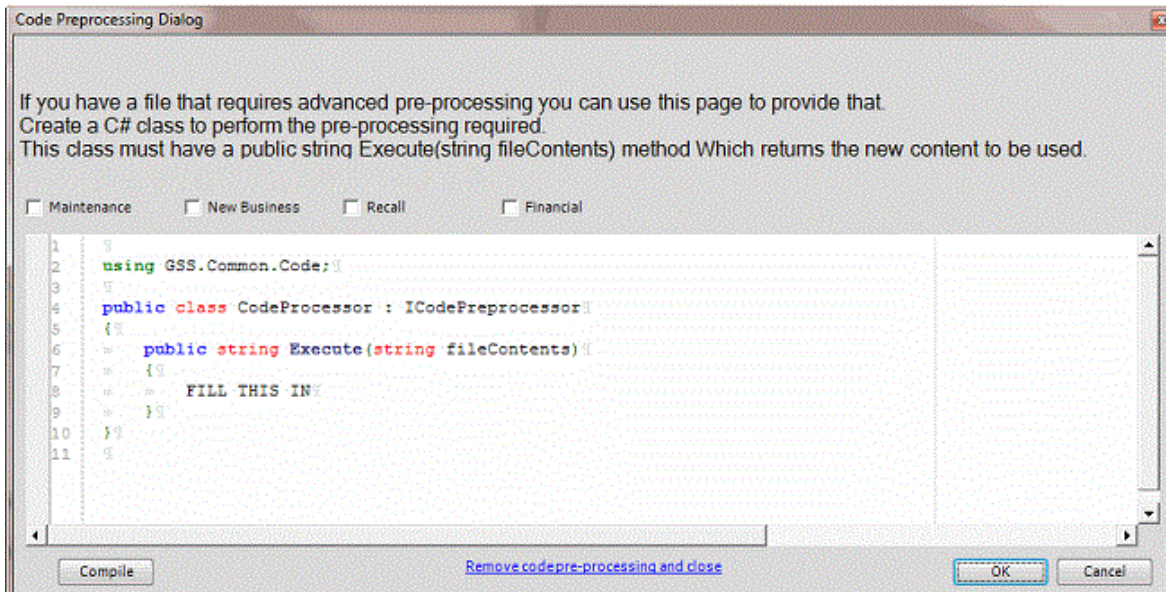 Code Preprocessing Dialog
If you have a file that requires advanced pre-processing you can use this page to provide that.
Create a C# class to perform the pre-processing required.
This class must have a public string Execute(string fileContents) method Which returns the new content to be used.
Maintenance New Business Recall Financial
1
2 using GSS.Common.Code;
3
4 public class CodeProcessor : ICodePreprocessor
5 {
6 public string Execute(string fileContents)
7 {
8 FILL THIS IN
9 }
10 }
11
Compile Remove code pre-processing and close OK Cancel